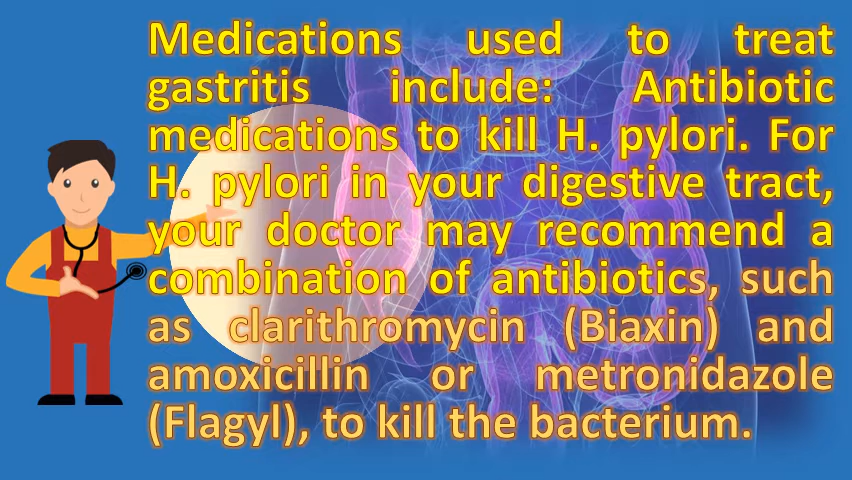 Medications used to treat
gastritis include: Antibiotic
medications to kill H. pylori. For
H. pylori in your digestive tract,
your doctor may recommend a
combination of antibiotics, such
as clarithromycin (Biaxin) and
amoxicillin or metronidazole
(Flagyl), to kill the bacterium.